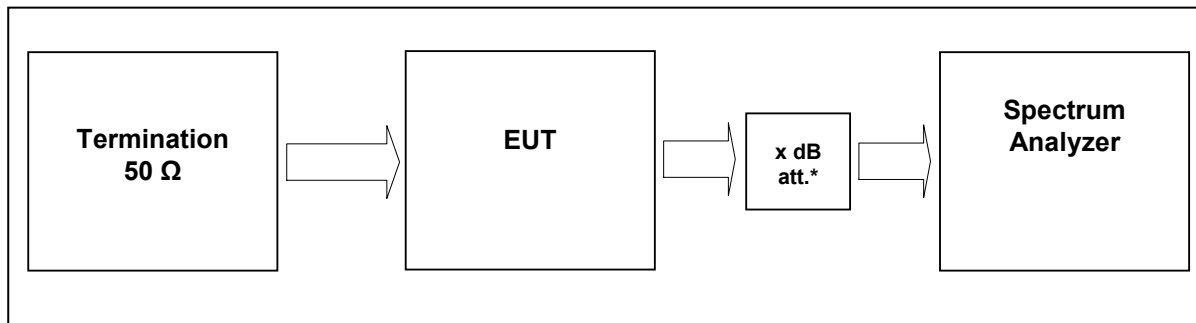 Termination
50 Ω
EUT
x dB
att.*
Spectrum
Analyzer